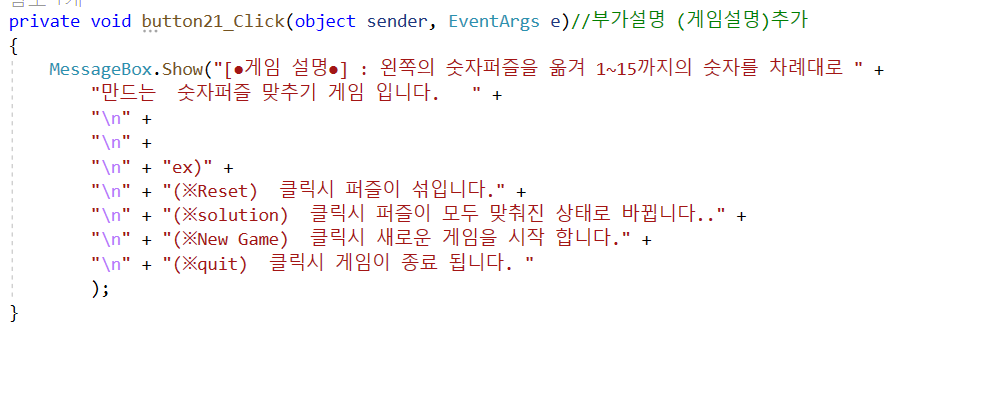 private void button21_Click(object sender, EventArgs e)//부가설명 (게임설명)추가
{
MessageBox.Show("[●게임 설명●] : 왼쪽의 숫자퍼즐을 옮겨 1~15까지의 숫자를 차례대로 " +
"만드는  숫자퍼즐 맞추기 게임 입니다.   " +
"\n" +
"\n" +
"\n" + "ex)" +
"\n" + "(※Reset)  클릭시 퍼즐이 섞입니다." +
"\n" + "(※solution)  클릭시 퍼즐이 모두 맞춰진 상태로 바뀝니다.." +
"\n" + "(※New Game)  클릭시 새로운 게임을 시작 합니다." +
"\n" + "(※quit)  클릭시 게임이 종료 됩니다. "
);
}